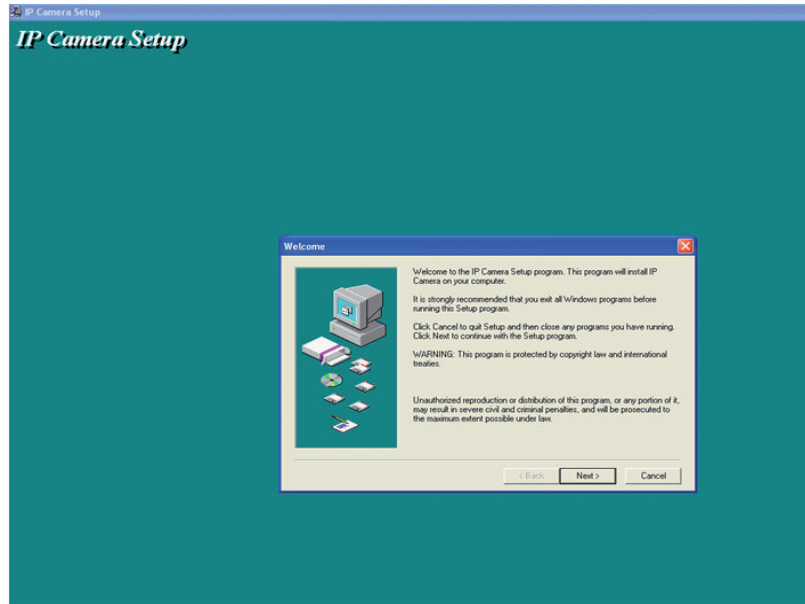 IP Camera Setup
IP Camera Setup
Welcome
Welcome to the IP Camera Setup program. This program will install IP
Camera on your computer.
It is strongly recommended that you exit all Windows programs before
running this Setup program.
Click Cancel to quit Setup and then close any programs you have running.
Click Next to continue with the Setup program.
WARNING: This program is protected by copyright law and international
treaties.
Unauthorized reproduction or distribution of this program, or any portion of it,
may result in severe civil and criminal penalties, and will be prosecuted to
the maximum extent possible under law.
< Back
Next >
Cancel